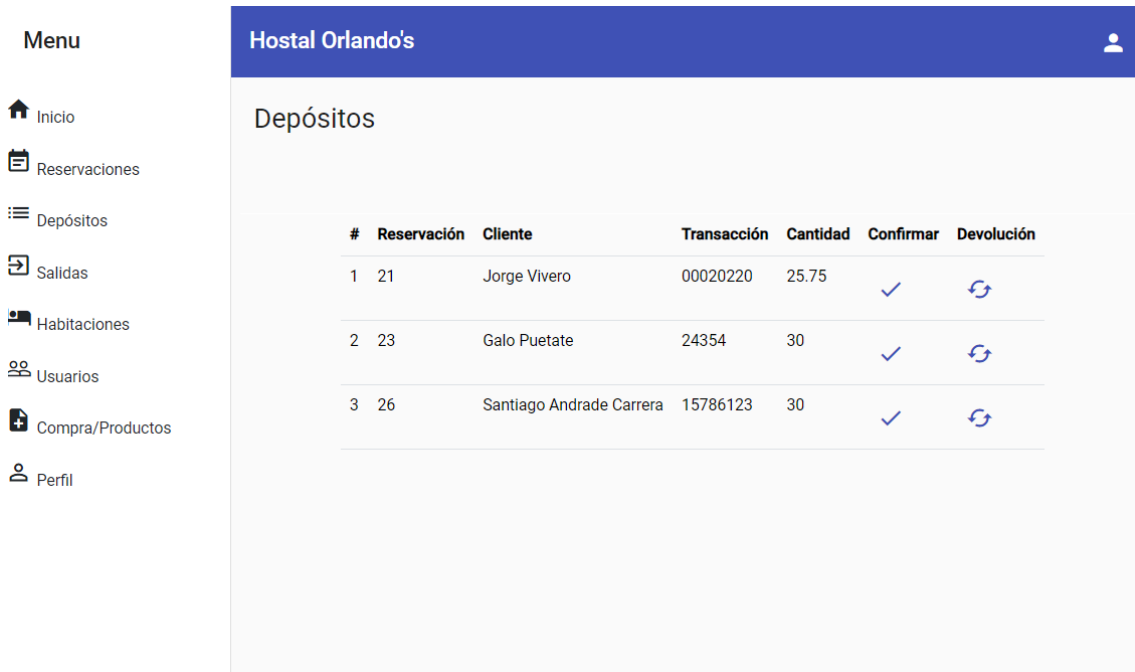 Menu
Hostal Orlando's
Inicio
Reservaciones
Depósitos
Salidas
Habitaciones
Usuarios
Compra/Productos
Perfil
Depósitos
# Reservación Cliente Transacción Cantidad Confirmar Devolución
1 21 Jorge Vivero 00020220 25.75
2 23 Galo Puetate 24354 30
3 26 Santiago Andrade Carrera 15786123 30